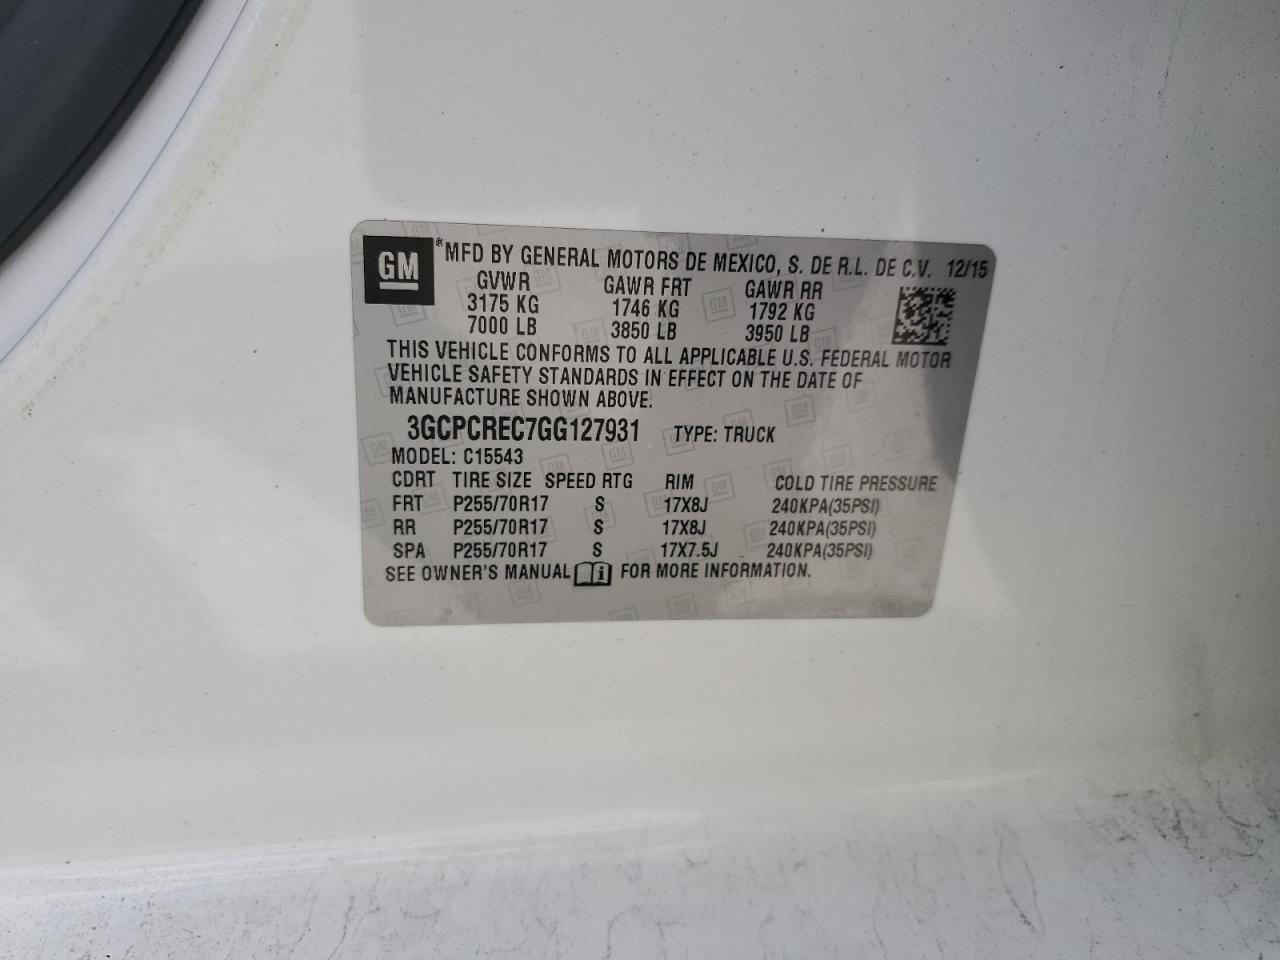 GM ® MFD BY GENERAL MOTORS DE MEXICO, S. DE R.L. DE C.V. 12/15
GVWR GAWR FRT GAWR RR
3175 KG 1746 KG 1792 KG
7000 LB 3850 LB 3950 LB
THIS VEHICLE CONFORMS TO ALL APPLICABLE U.S. FEDERAL MOTOR
VEHICLE SAFETY STANDARDS IN EFFECT ON THE DATE OF
MANUFACTURE SHOWN ABOVE.
3GCPCREC7GG127931 TYPE: TRUCK
MODEL: C15543
CDRT TIRE SIZE SPEED RTG RIM COLD TIRE PRESSURE
FRT P255/70R17 S 17X8J 240KPA(35PSI)
RR P255/70R17 S 17X8J 240KPA(35PSI)
SPA P255/70R17 S 17X7.5J 240KPA(35PSI)
SEE OWNER'S MANUAL i FOR MORE INFORMATION.